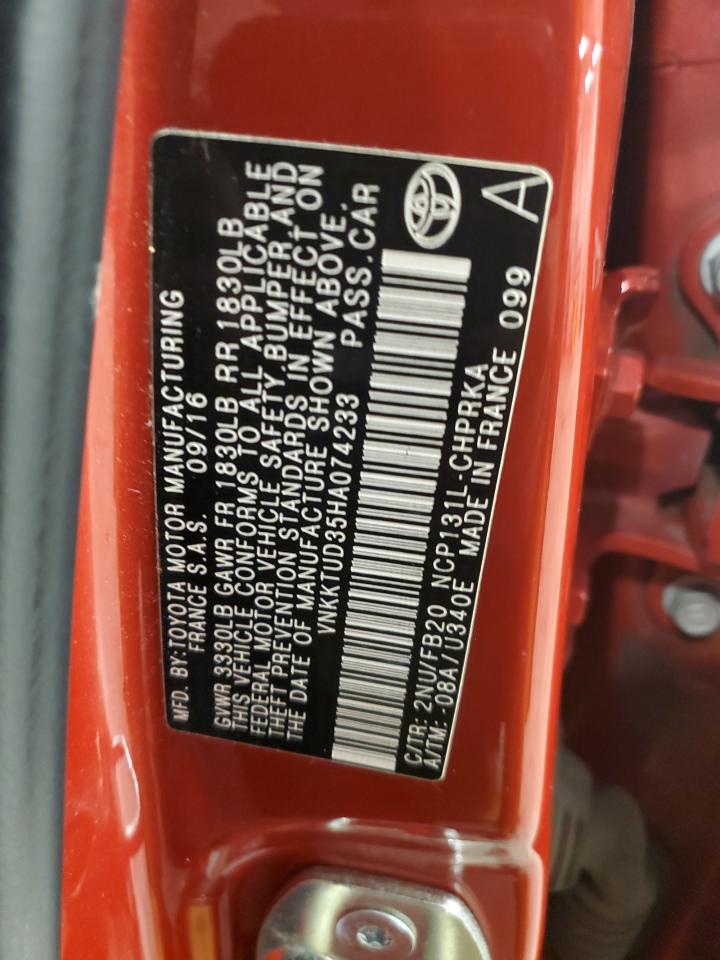 MFD. BY: TOYOTA MOTOR MANUFACTURING
FRANCE S.A.S. 09/16
GVWR 3330LB GAWR FR 1830LB RR 1830LB
THIS VEHICLE CONFORMS TO ALL APPLICABLE
FEDERAL MOTOR VEHICLE SAFETY, BUMPER, AND
THEFT PREVENTION STANDARDS IN EFFECT ON
THE DATE OF MANUFACTURE SHOWN ABOVE.
VNKKTUD35HA074233 PASS.CAR
C/TR: 2NU/FB20 NCP131L-CHPRKA
A/TM: 08A/U340E MADE IN FRANCE 099 A